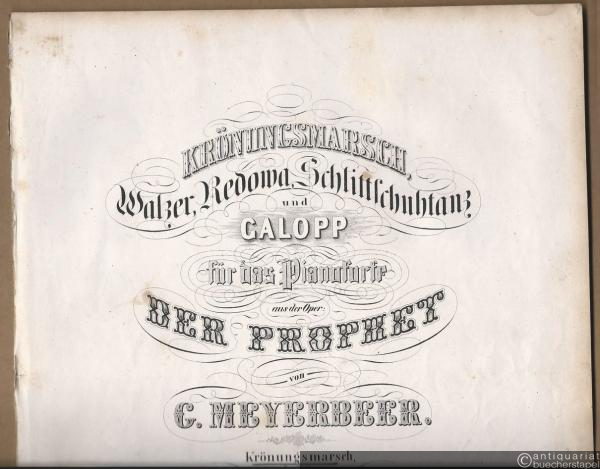 KRÖNUNGSMARSCH,
Walzer, Redowa, Schlittschuhtanz
und
GALOPP
für das Pianoforte
aus der Oper:
DER PROPHET
von
G. MEYERBEER.
Krönungsmarsch,
antiquariat
buecherstapel